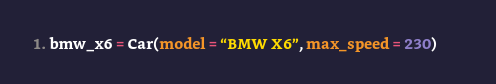 1. bmw_x6 = Car(model = “BMW X6”, max_speed = 230)